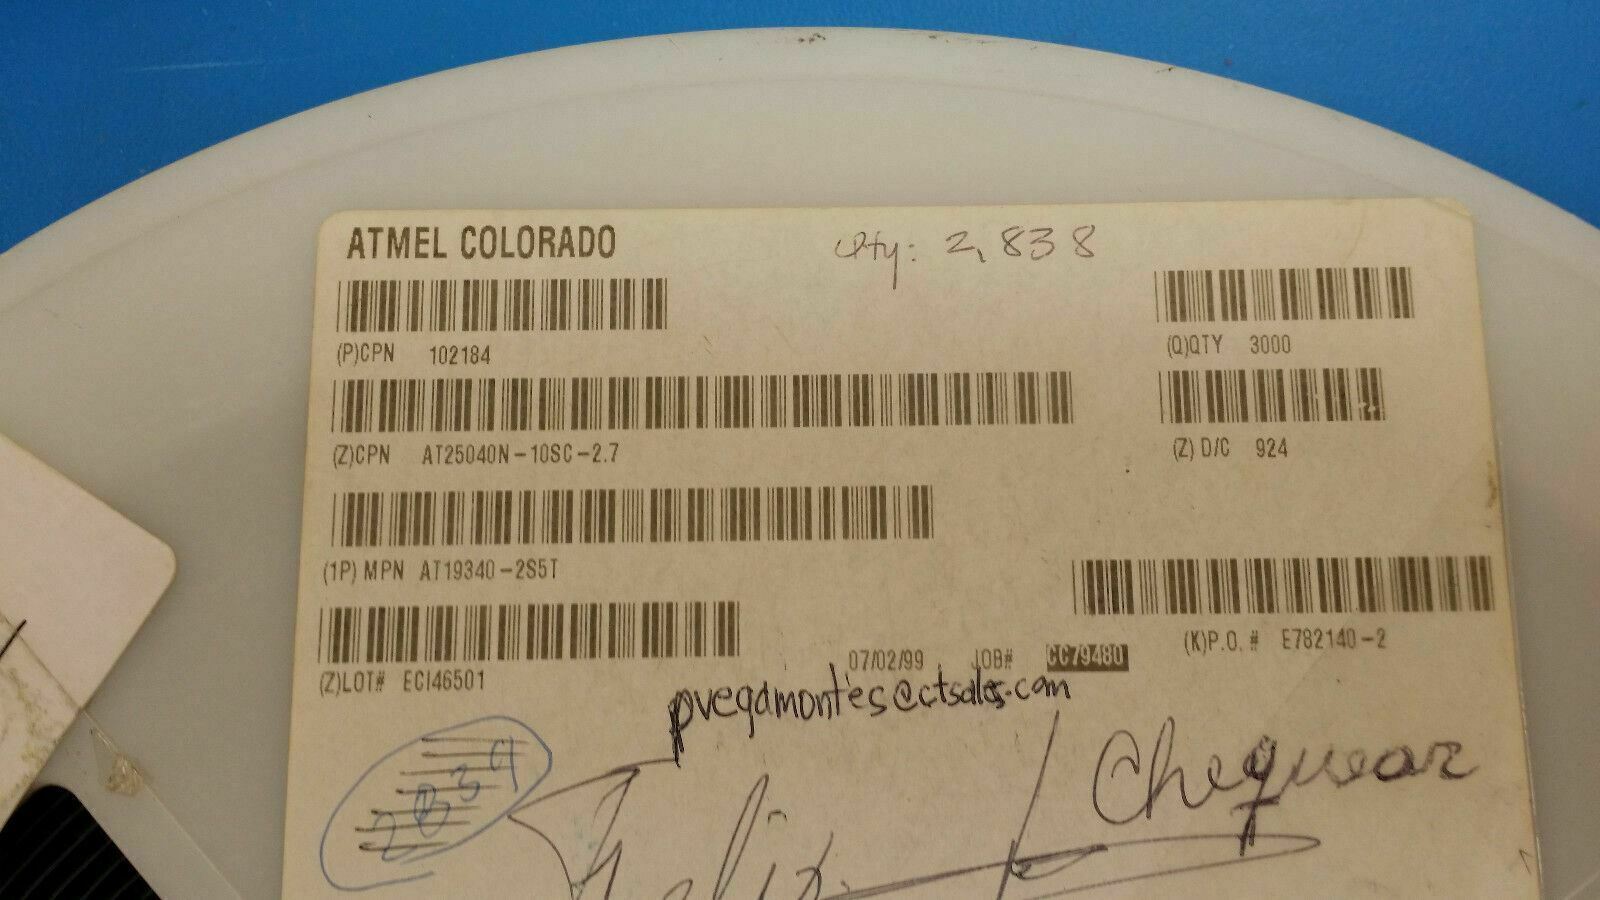 ATMEL COLORADO
Qty: 2,838
(P)CPN 102184
(Q)QTY 3000
(Z)CPN AT25040N-10SC-2.7
(Z) D/C 924
(1P) MPN AT19340-2S5T
(K)P.O. # E782140-2
(Z)LOT# ECI46501
07/02/99 JOB# CC79480
pvegamontes@ctsales.com
Chequear